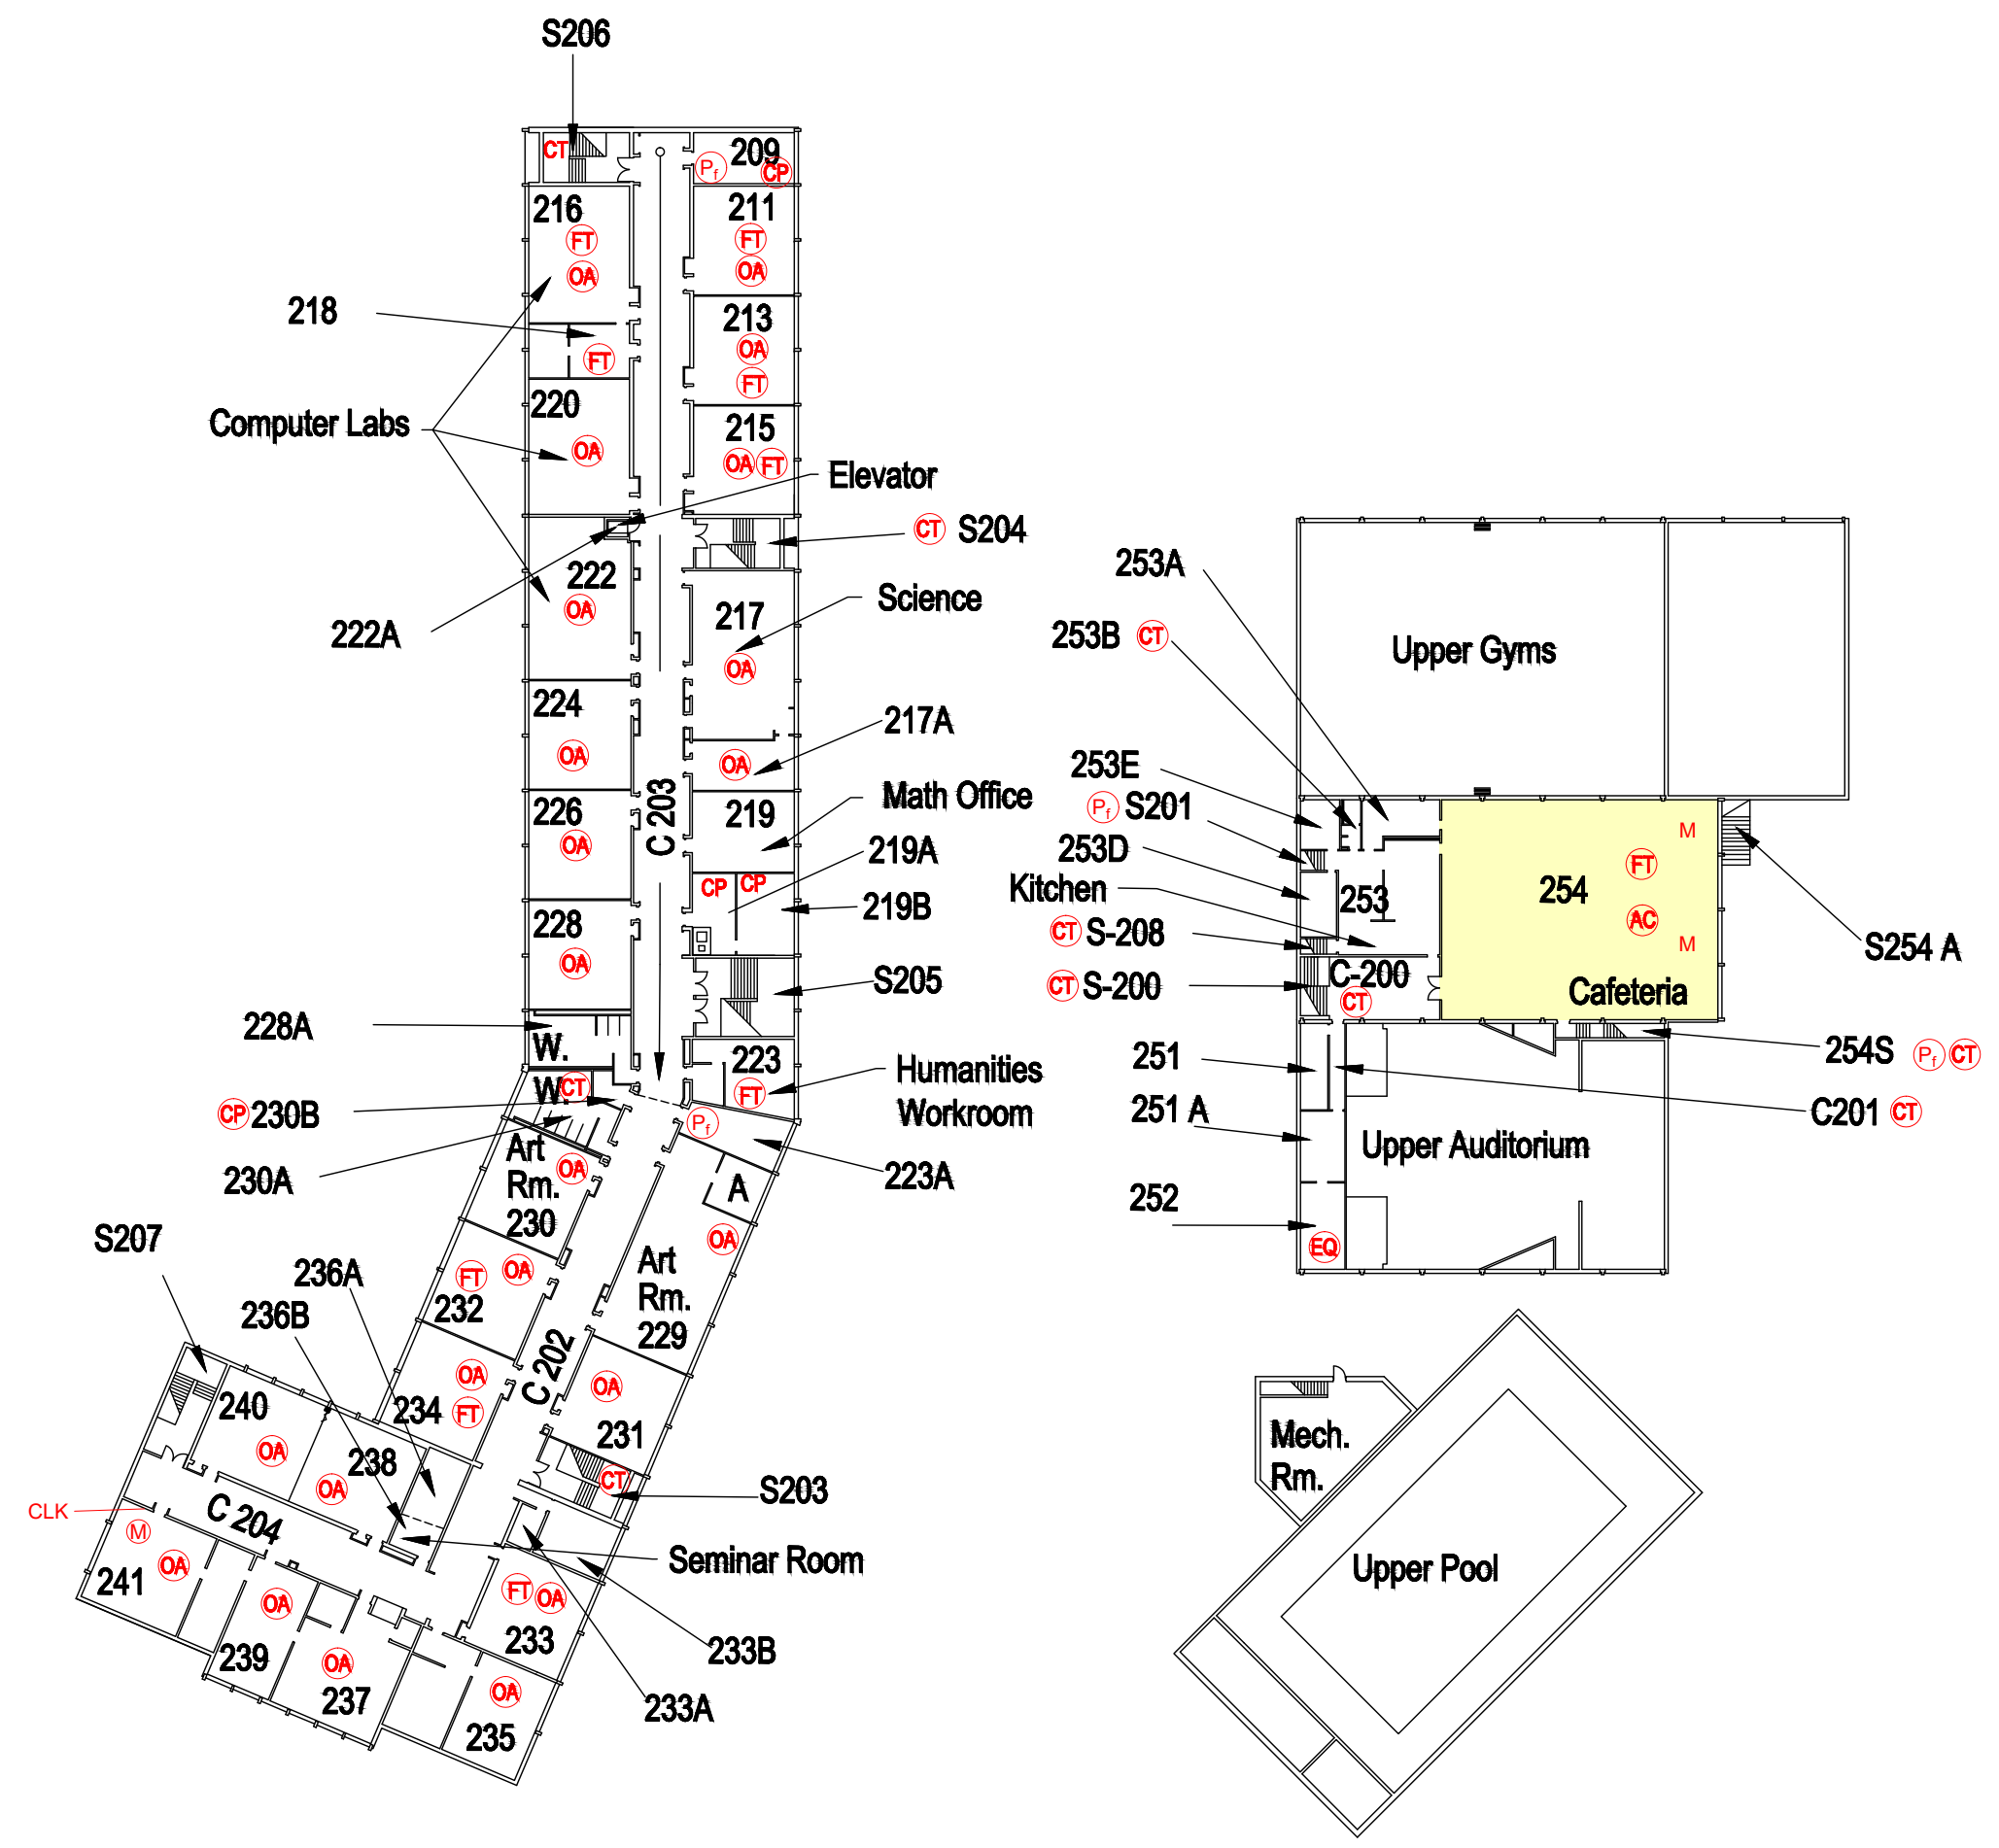 S206
CT
209
Pf
CP
216
FT
OA
211
FT
OA
218
FT
213
OA
FT
220
OA
Computer Labs
215
OA FT
Elevator
CT S204
222
OA
222A
Science
217
OA
224
OA
217A
OA
226
OA
C 203
Math Office
219
219A
CP CP
219B
228
OA
S205
228A
W.
W.
CT
223
FT
Humanities
Workroom
CP 230B
Pf
223A
230A
Art
Rm.
230
OA
A
OA
Art
Rm.
229
S207
236A
236B
FT OA
232
C 202
OA
231
OA
234 FT
240
OA
238
OA
CT
S203
CLK
M
C 204
OA
241
Seminar Room
FT OA
233
OA
239
OA
237
233B
233A
OA
235
253A
253B CT
Upper Gyms
253E
Pf S201
253D
Kitchen
253
CT S-208
CT S-200
C-200
CT
M
FT
254
AC
M
Cafeteria
S254 A
254S Pf CT
251
251 A
C201 CT
Upper Auditorium
252
EQ
Mech.
Rm.
Upper Pool